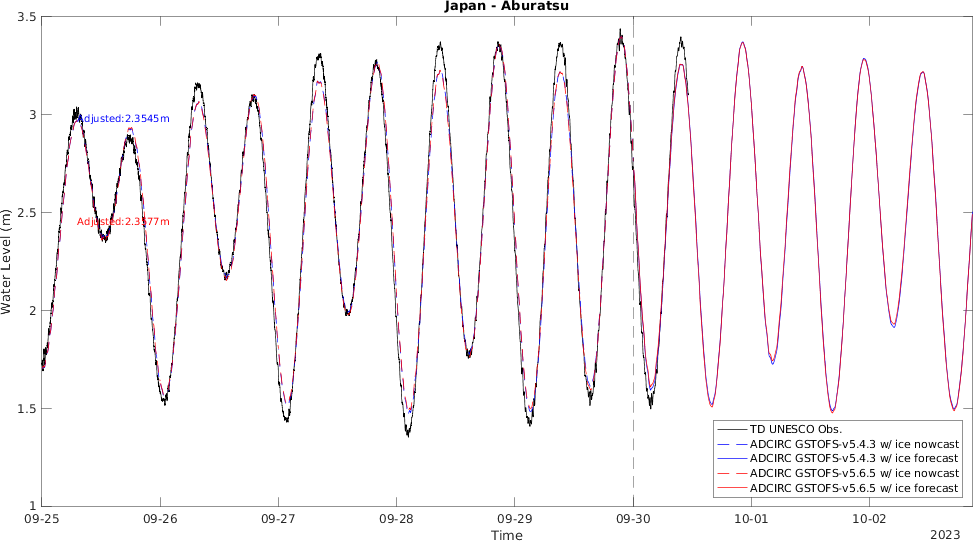 Japan - Aburatsu
3.5
3
2.5
2
1.5
1
Water Level (m)
Adjusted:2.3545m
09-25
09-26
09-27
09-28
09-29
09-30
10-01
10-02
Time
2023
TD UNESCO Obs.
ADCIRC GSTOFS-v5.4.3 w/ ice nowcast
ADCIRC GSTOFS-v5.4.3 w/ ice forecast
ADCIRC GSTOFS-v5.6.5 w/ ice nowcast
ADCIRC GSTOFS-v5.6.5 w/ ice forecast